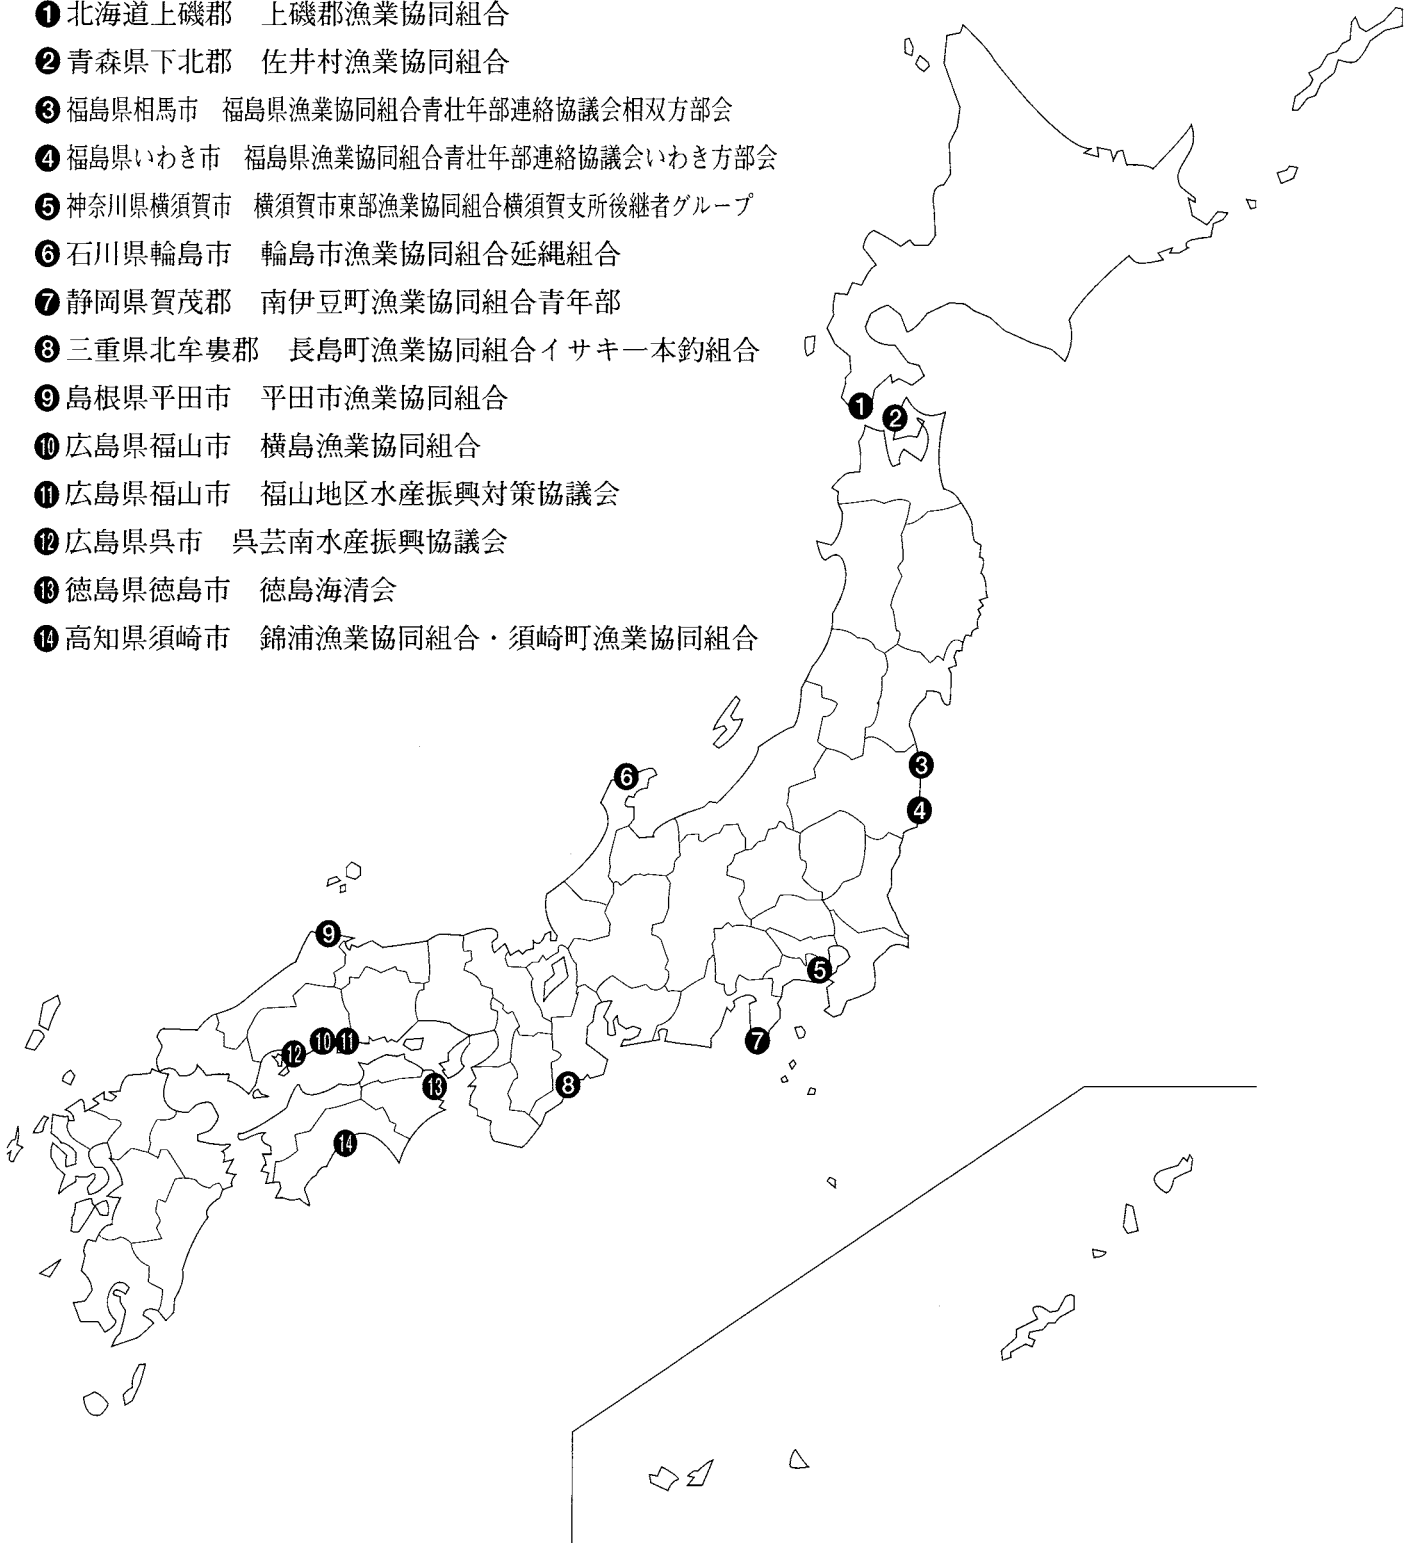 ❶北海道上磯郡　上磯郡漁業協同組合
❷青森県下北郡　佐井村漁業協同組合
❸福島県相馬市　福島県漁業協同組合青壮年部連絡協議会相双方部会
❹福島県いわき市　福島県漁業協同組合青壮年部連絡協議会いわき方部会
❺神奈川県横須賀市　横須賀市東部漁業協同組合横須賀支所後継者グループ
❻石川県輪島市　輪島市漁業協同組合延縄組合
❼静岡県賀茂郡　南伊豆町漁業協同組合青年部
❽三重県北牟婁郡　長島町漁業協同組合イサキ一本釣組合
❾島根県平田市　平田市漁業協同組合
❿広島県福山市　横島漁業協同組合
⓫広島県福山市　福山地区水産振興対策協議会
⓬広島県呉市　呉芸南水産振興協議会
⓭徳島県徳島市　徳島海清会
⓮高知県須崎市　錦浦漁業協同組合・須崎町漁業協同組合
❶
❷
❸
❻
❹
❾
❺
❿
⓫
❼
⓬
⓭
❽
⓮